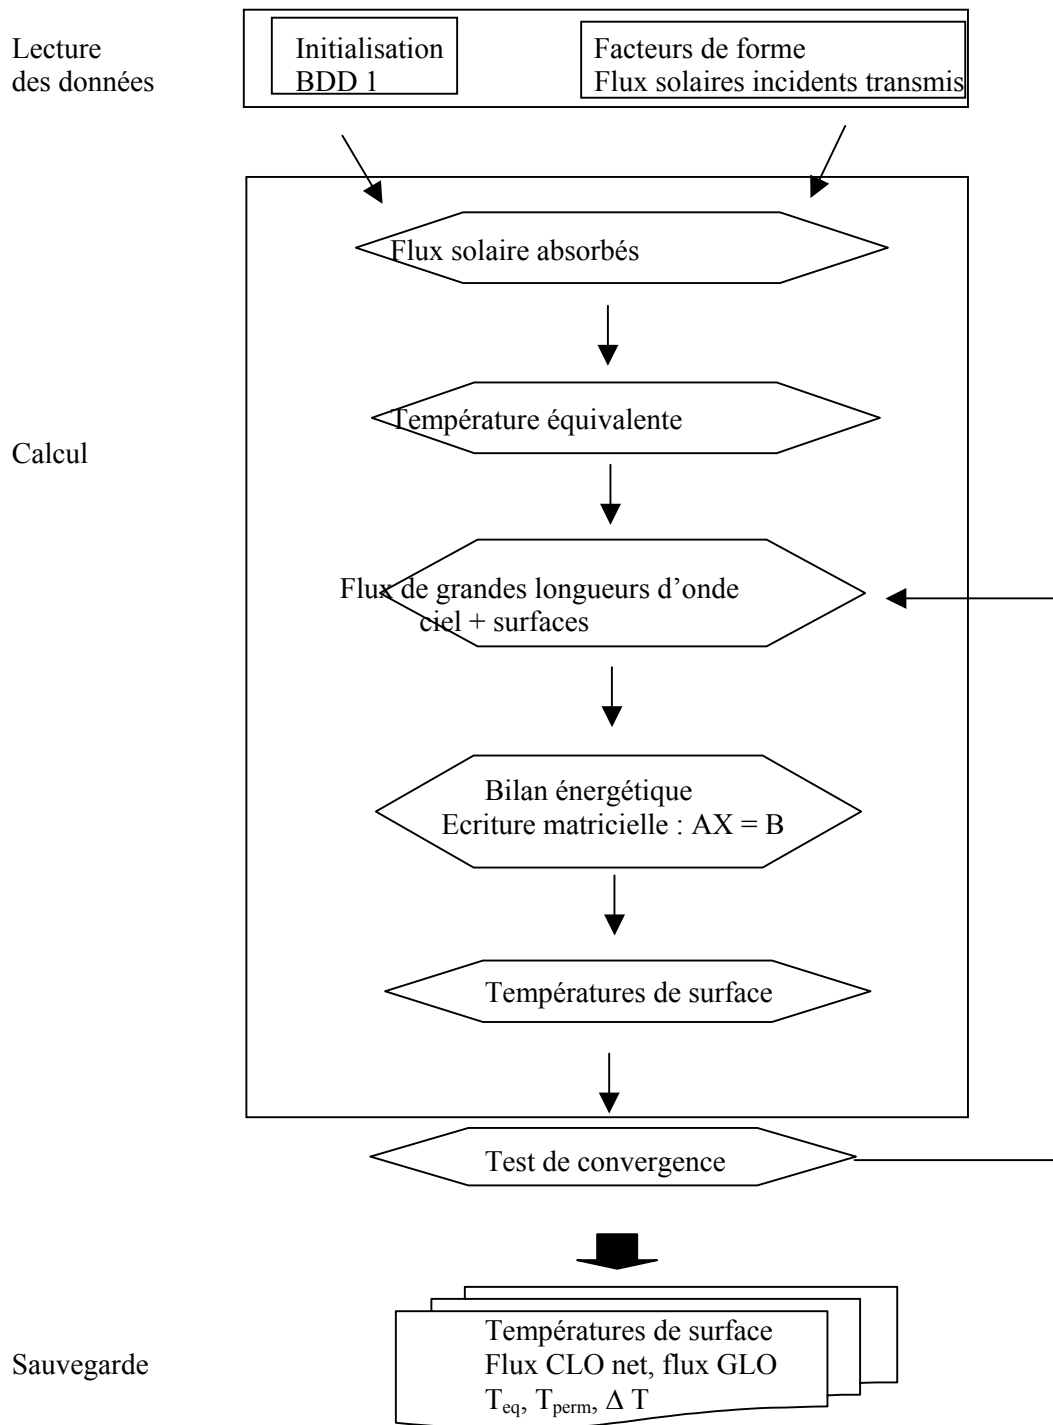 Lecture
des données
Initialisation
BDD 1
Facteurs de forme
Flux solaires incidents transmis
Flux solaire absorbés
Température équivalente
Calcul
Flux de grandes longueurs d’onde
ciel + surfaces
Bilan énergétique
Ecriture matricielle : AX = B
Températures de surface
Test de convergence
Sauvegarde
Températures de surface
Flux CLO net, flux GLO
Teq, Tperm, Δ T